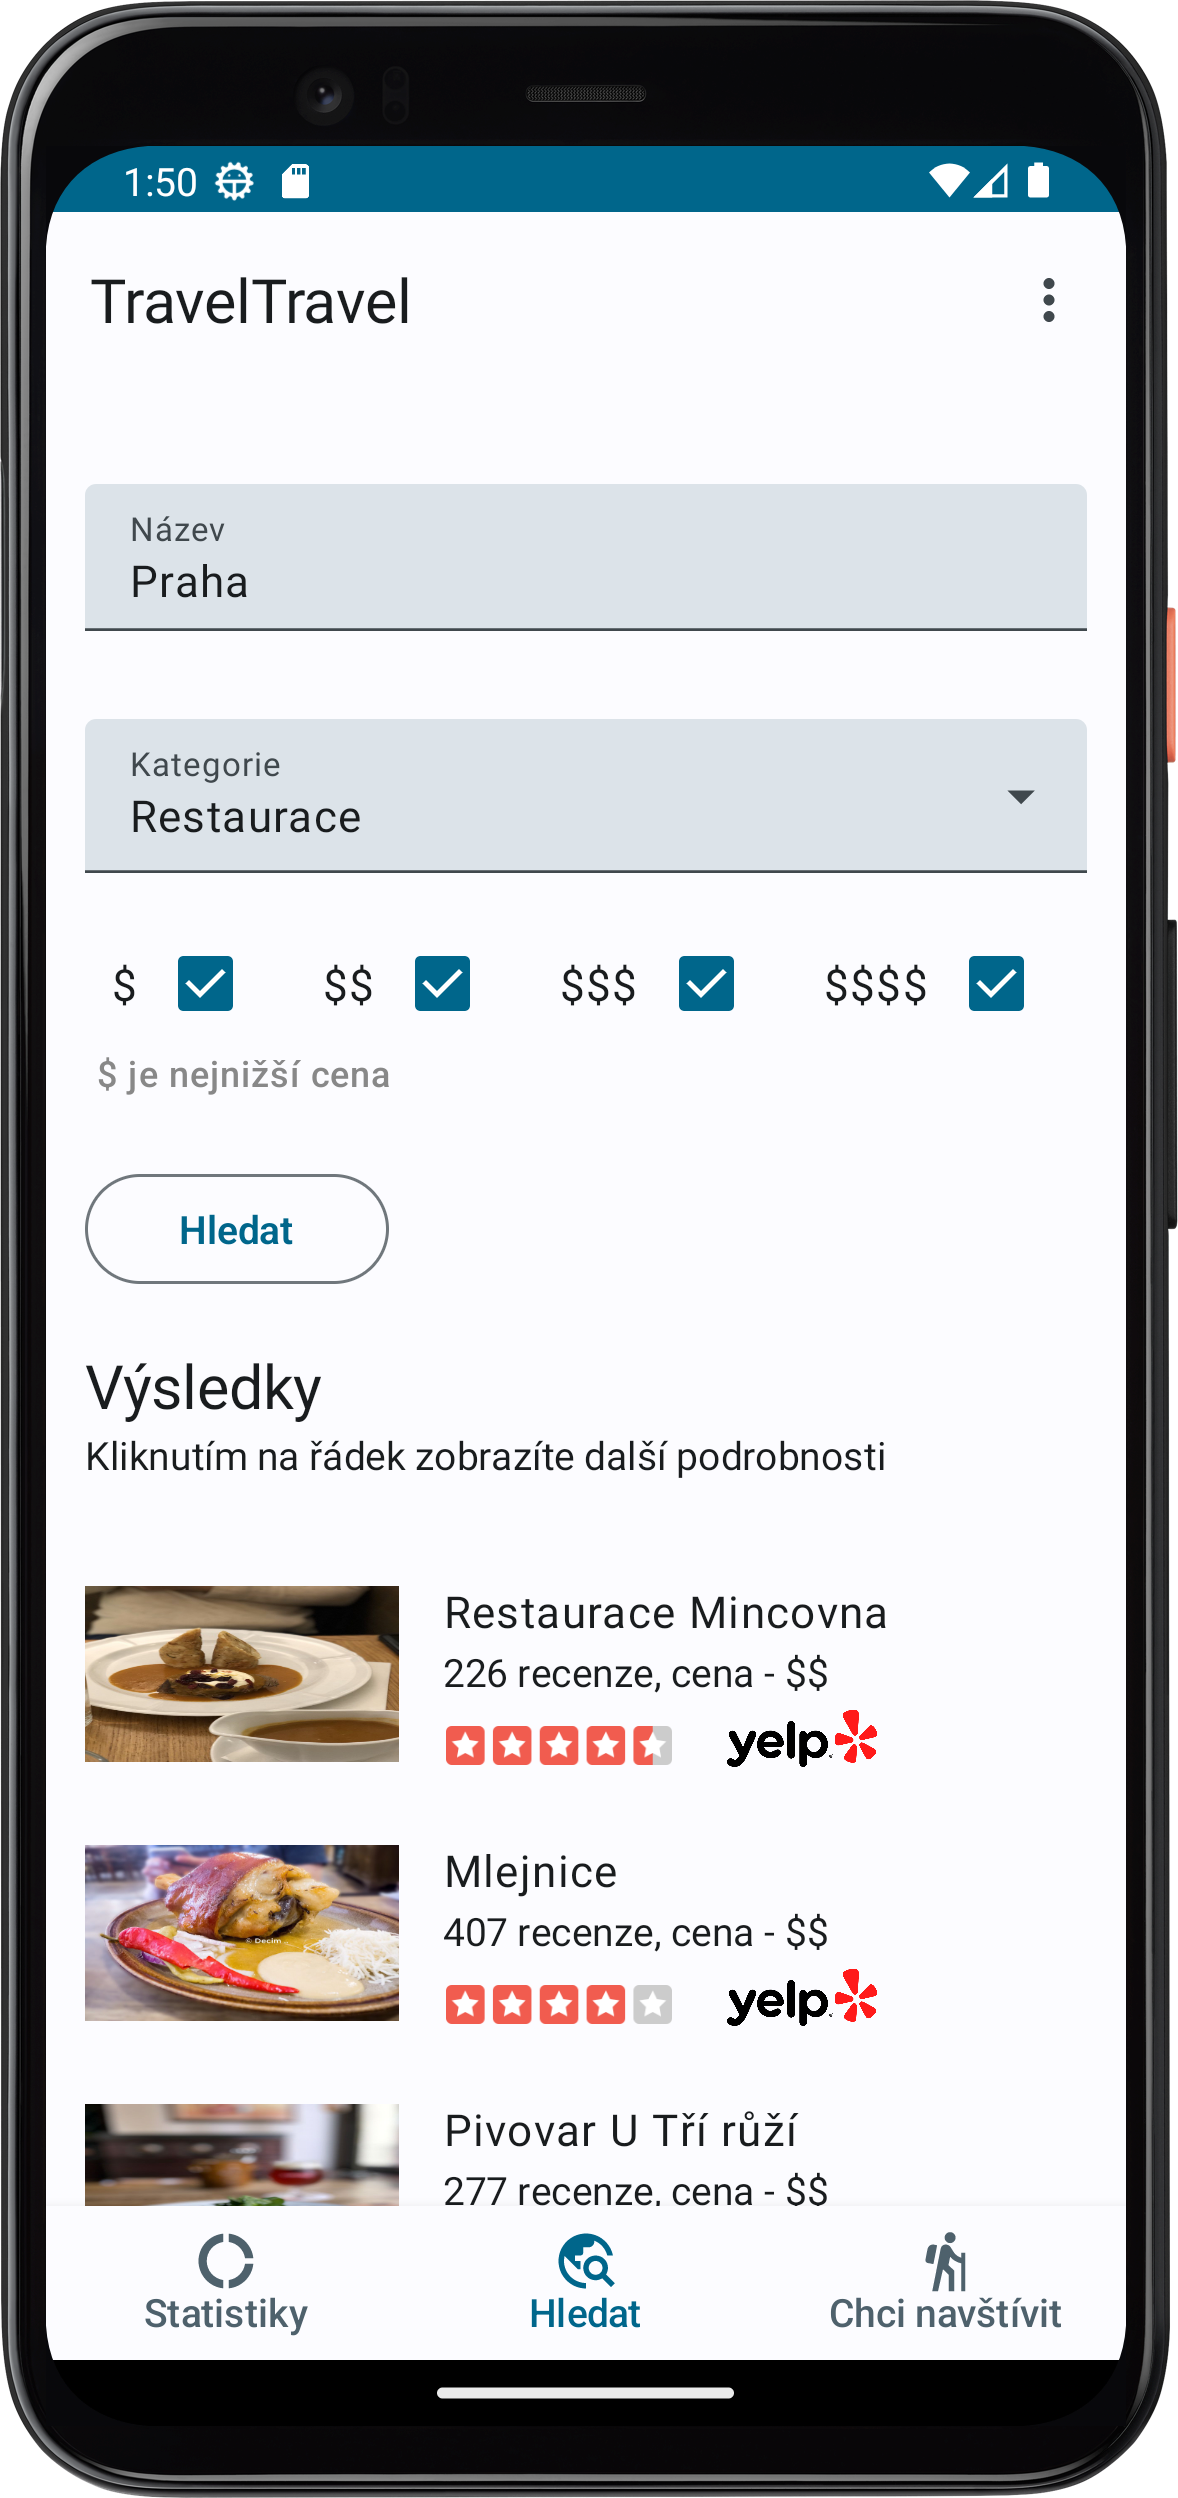 1:50
TravelTravel
Název
Praha
Kategorie
Restaurace
$ $$ $$$ $$$$
$ je nejnižší cena
Hledat
Výsledky
Kliknutím na řádek zobrazíte další podrobnosti
Restaurace Mincovna
226 recenze, cena - $$
yelp
Mlejnice
407 recenze, cena - $$
yelp
© Decim
Pivovar U Tří růží
277 recenze, cena - $$
Statistiky Hledat Chci navštívit